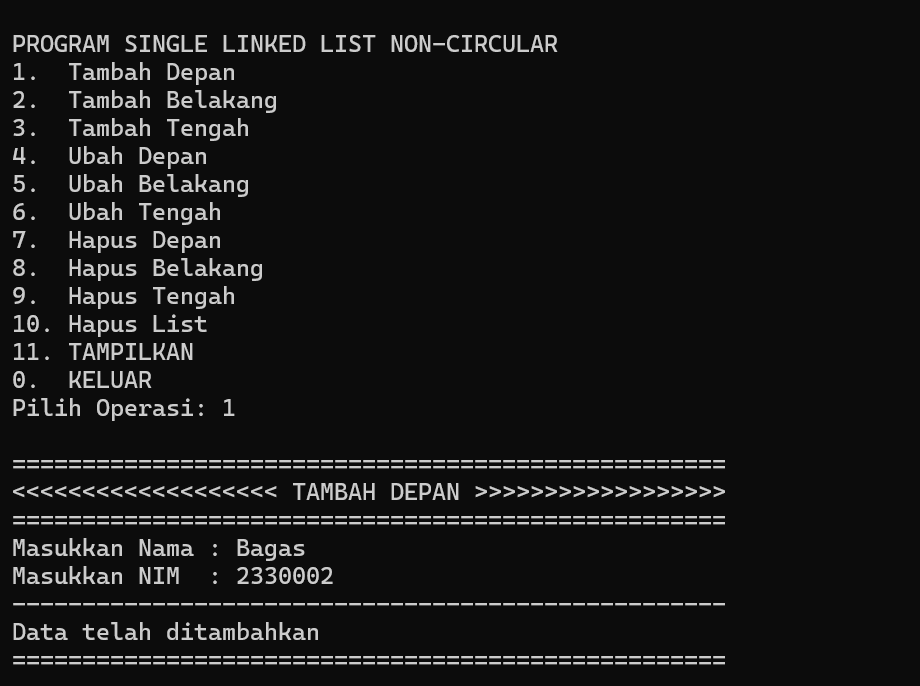 PROGRAM SINGLE LINKED LIST NON-CIRCULAR
1.  Tambah Depan
2.  Tambah Belakang
3.  Tambah Tengah
4.  Ubah Depan
5.  Ubah Belakang
6.  Ubah Tengah
7.  Hapus Depan
8.  Hapus Belakang
9.  Hapus Tengah
10. Hapus List
11. TAMPILKAN
0.  KELUAR
Pilih Operasi: 1
===================================================
<<<<<<<<<<<<<<<<<<< TAMBAH DEPAN >>>>>>>>>>>>>>>>>>
===================================================
Masukkan Nama : Bagas
Masukkan NIM  : 2330002
---------------------------------------------------
Data telah ditambahkan
===================================================